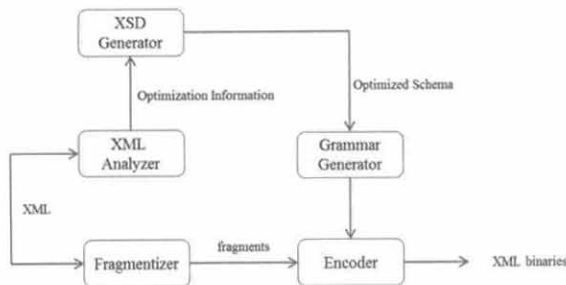 XSD
Generator
Optimization Information
Optimized Schema
XML
Analyzer
Grammar
Generator
XML
fragments
Fragmentizer
Encoder
XML binaries